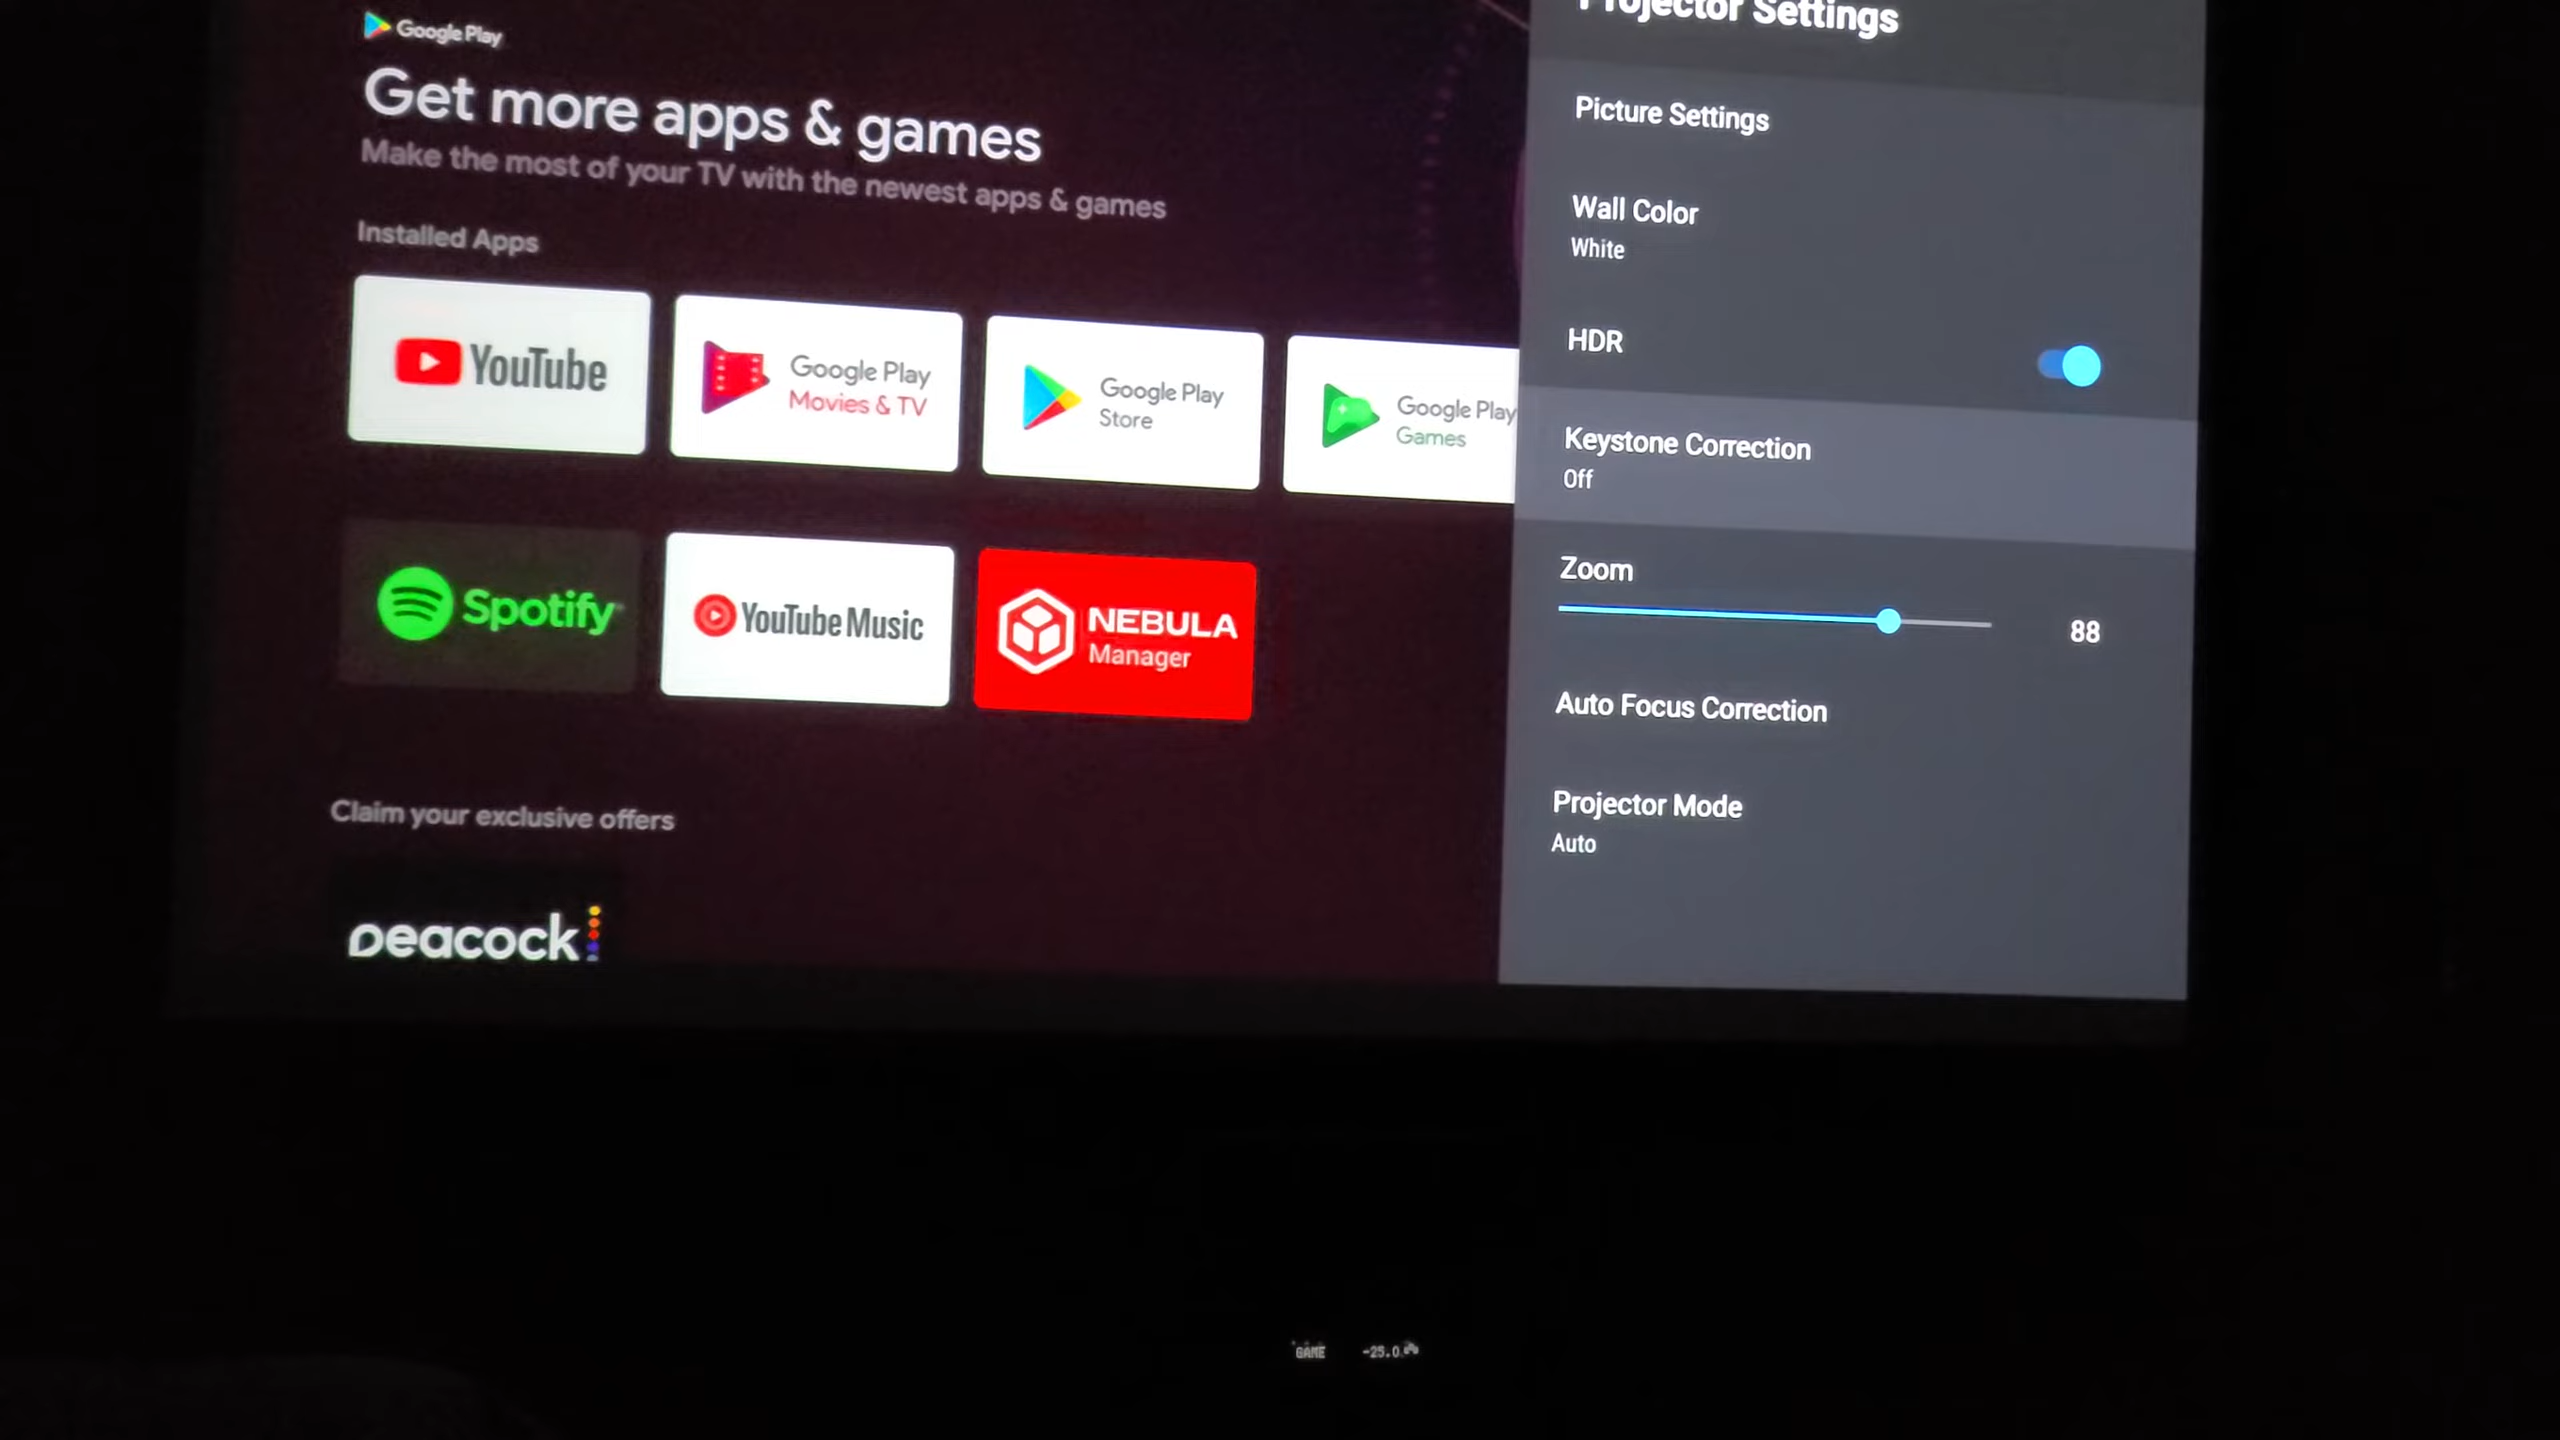 Google Play
Get more apps & games
Make the most of your TV with the newest apps & games
Installed Apps
YouTube
Google Play
Movies & TV
Google Play
Store
Google Play
Games
Spotify
YouTube Music
NEBULA
Manager
Claim your exclusive offers
peacock
Projector Settings
Picture Settings
Wall Color
White
HDR
Keystone Correction
Off
Zoom
88
Auto Focus Correction
Projector Mode
Auto
GAME -25.0